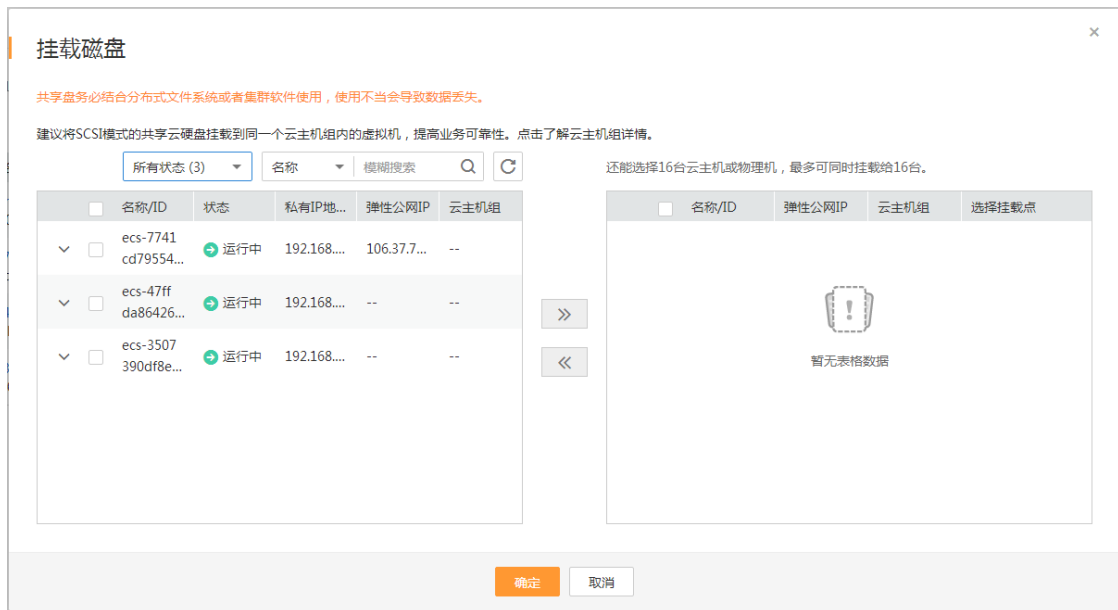 挂载磁盘
共享盘务必结合分布式文件系统或者集群软件使用，使用不当会导致数据丢失。
建议将SCSI模式的共享云硬盘挂载到同一个云主机组内的虚拟机，提高业务可靠性。点击了解云主机组详情。
所有状态 (3) 名称 模糊搜索
名称/ID 状态 私有IP地... 弹性公网IP 云主机组
ecs-7741
cd79554...
运行中 192.168.... 106.37.7... --
ecs-47ff
da86426...
运行中 192.168.... -- --
ecs-3507
390df8e...
运行中 192.168.... -- --
还能选择16台云主机或物理机，最多可同时挂载给16台。
名称/ID 弹性公网IP 云主机组 选择挂载点
暂无表格数据
确定 取消